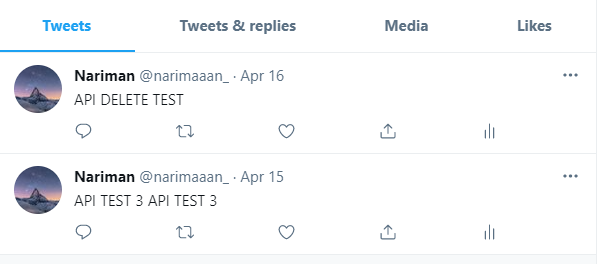 Tweets Tweets & replies Media Likes
Nariman @narimaaan_ · Apr 16
API DELETE TEST
Nariman @narimaaan_ · Apr 15
API TEST 3 API TEST 3